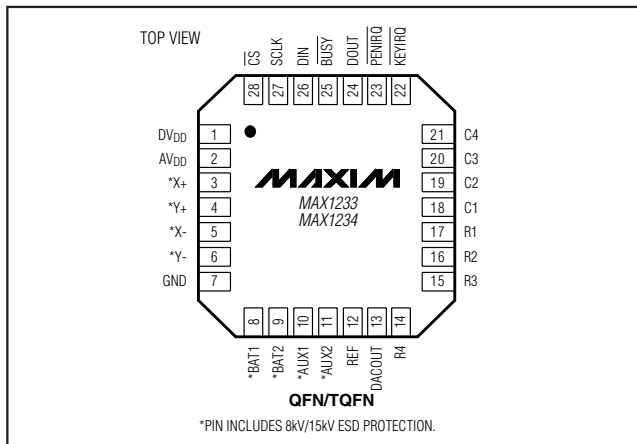 TOP VIEW
CS SCLK DIN BUSY DOUT PENIRQ KEYIRQ
28 27 26 25 24 23 22
DVDD 1
AVDD 2
*X+ 3
*Y+ 4
*X- 5
*Y- 6
GND 7
MAXIM
MAX1233
MAX1234
21 C4
20 C3
19 C2
18 C1
17 R1
16 R2
15 R3
8 9 10 11 12 13 14
*BAT1 *BAT2 *AUX1 *AUX2 REF DACOUT R4
QFN/TQFN
*PIN INCLUDES 8kV/15kV ESD PROTECTION.